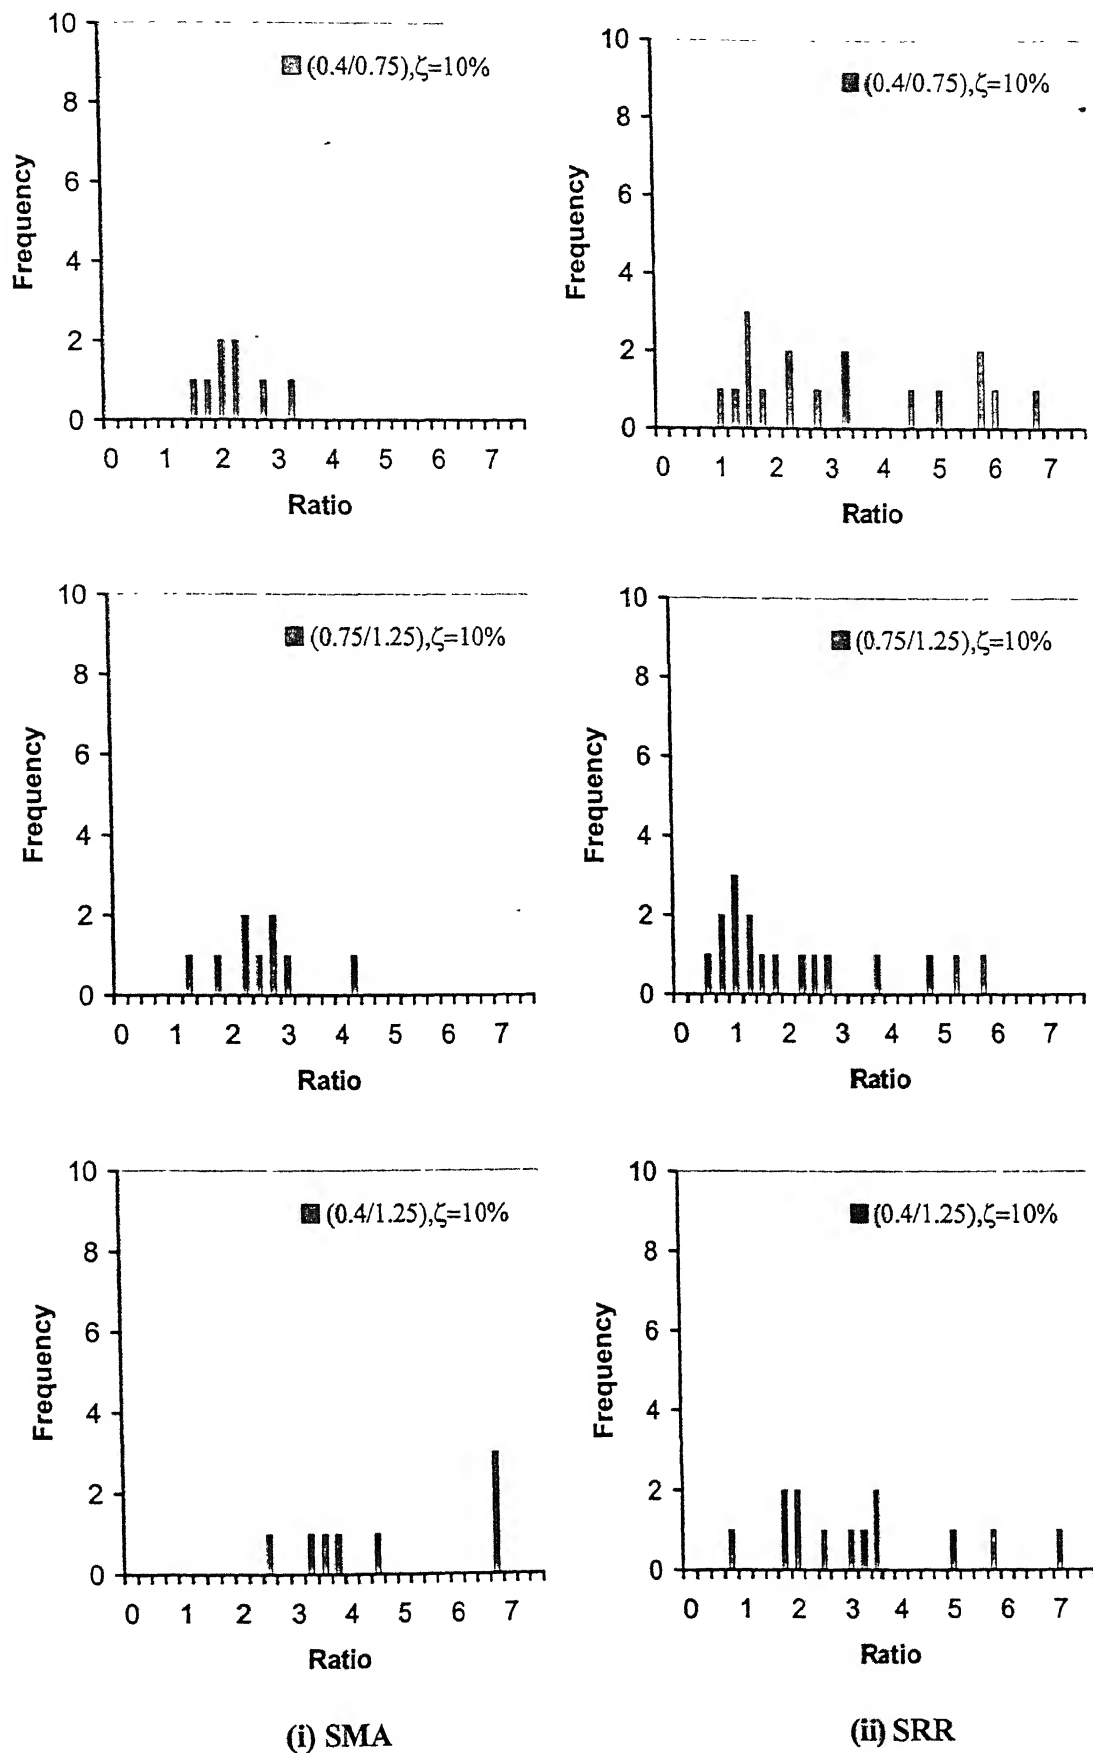 10
8
6
4
2
0
Frequency
(0.4/0.75),ζ=10%
0 1 2 3 4 5 6 7
Ratio
10
8
6
4
2
0
Frequency
(0.4/0.75),ζ=10%
0 1 2 3 4 5 6 7
Ratio
10
8
6
4
2
0
Frequency
(0.75/1.25),ζ=10%
0 1 2 3 4 5 6 7
Ratio
10
8
6
4
2
0
Frequency
(0.75/1.25),ζ=10%
0 1 2 3 4 5 6 7
Ratio
10
8
6
4
2
0
Frequency
(0.4/1.25),ζ=10%
0 1 2 3 4 5 6 7
Ratio
10
8
6
4
2
0
Frequency
(0.4/1.25),ζ=10%
0 1 2 3 4 5 6 7
Ratio
(i) SMA
(ii) SRR